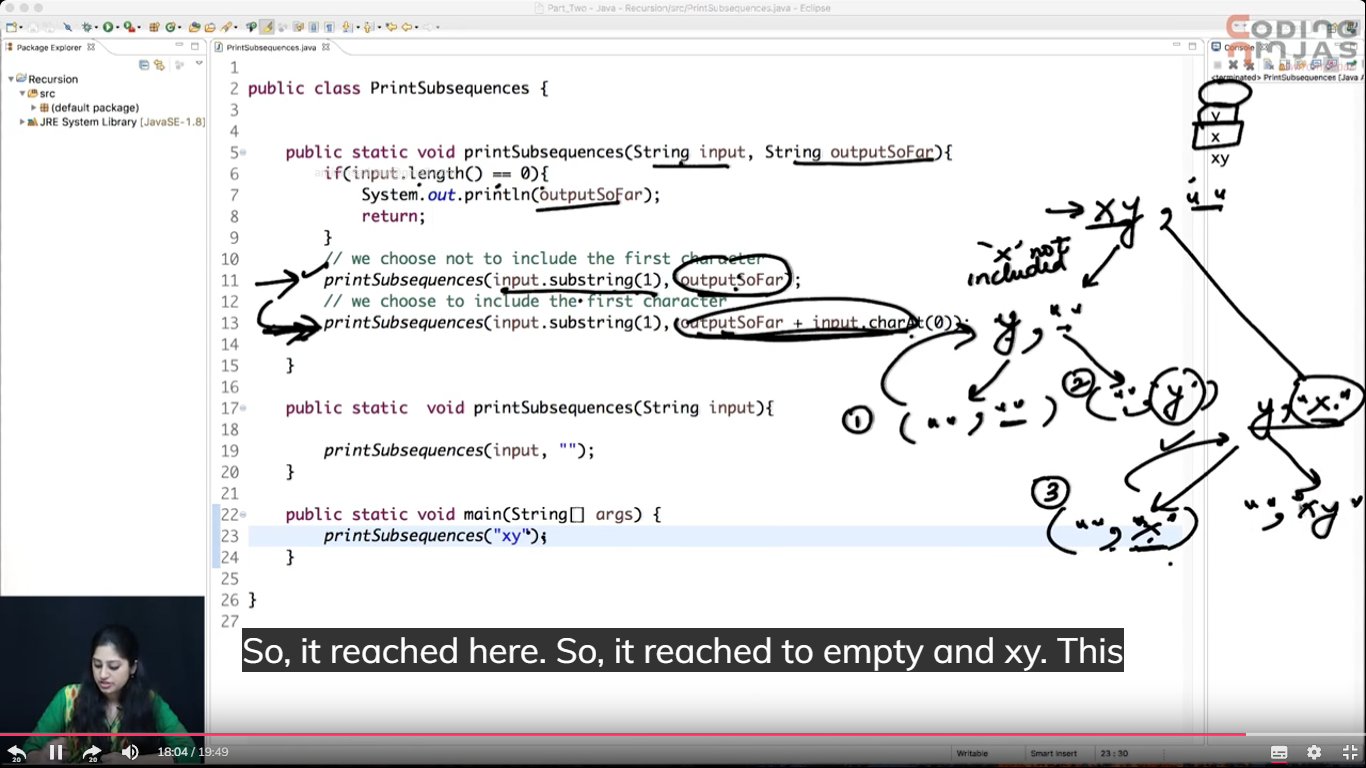 Part_Two - Java - Recursion/src/PrintSubsequences.java - Eclipse
CODING
NINJAS
Package Explorer
PrintSubsequences.java
Console
<terminated> PrintSubsequences [Java A
Recursion
src
(default package)
JRE System Library [JavaSE-1.8]
1
2 public class PrintSubsequences {
3
4
5 public static void printSubsequences(String input, String outputSoFar){
6 if(input.length() == 0){
7 System.out.println(outputSoFar);
8 return;
9 }
10 // we choose not to include the first character
11 printSubsequences(input.substring(1), outputSoFar);
12 // we choose to include the first character
13 printSubsequences(input.substring(1), outputSoFar + input.charAt(0));
14
15 }
16
17 public static void printSubsequences(String input){
18
19 printSubsequences(input, "");
20 }
21
22 public static void main(String[] args) {
23 printSubsequences("xy");
24 }
25
26 }
27
y
x
xy
xy, " "
'x' not
included
y, " "
1 (" ", " ")
2 (" ", "y")
y, "x"
3
(" ", "x")
" ", "xy"
So, it reached here. So, it reached to empty and xy. This
18:04 / 19:49
20
20
Writable
Smart Insert
23 : 30